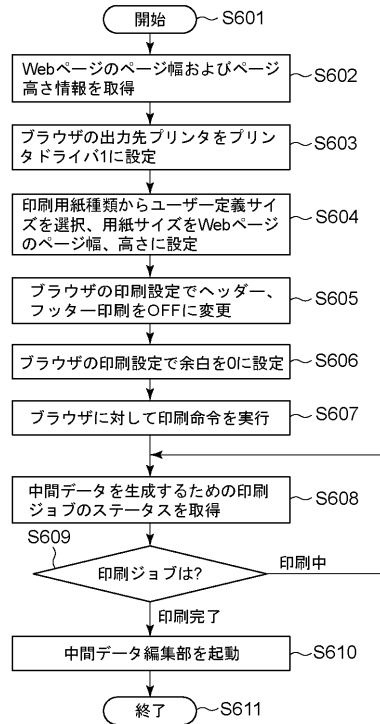 開始
S601
Webページのページ幅およびページ
高さ情報を取得
S602
ブラウザの出力先プリンタをプリン
タドライバ1に設定
S603
印刷用紙種類からユーザー定義サイ
ズを選択、用紙サイズをWebページ
のページ幅、高さに設定
S604
ブラウザの印刷設定でヘッダー、
フッター印刷をOFFに変更
S605
ブラウザの印刷設定で余白を0に設定
S606
ブラウザに対して印刷命令を実行
S607
中間データを生成するための印刷
ジョブのステータスを取得
S608
S609
印刷ジョブは?
印刷中
印刷完了
中間データ編集部を起動
S610
終了
S611